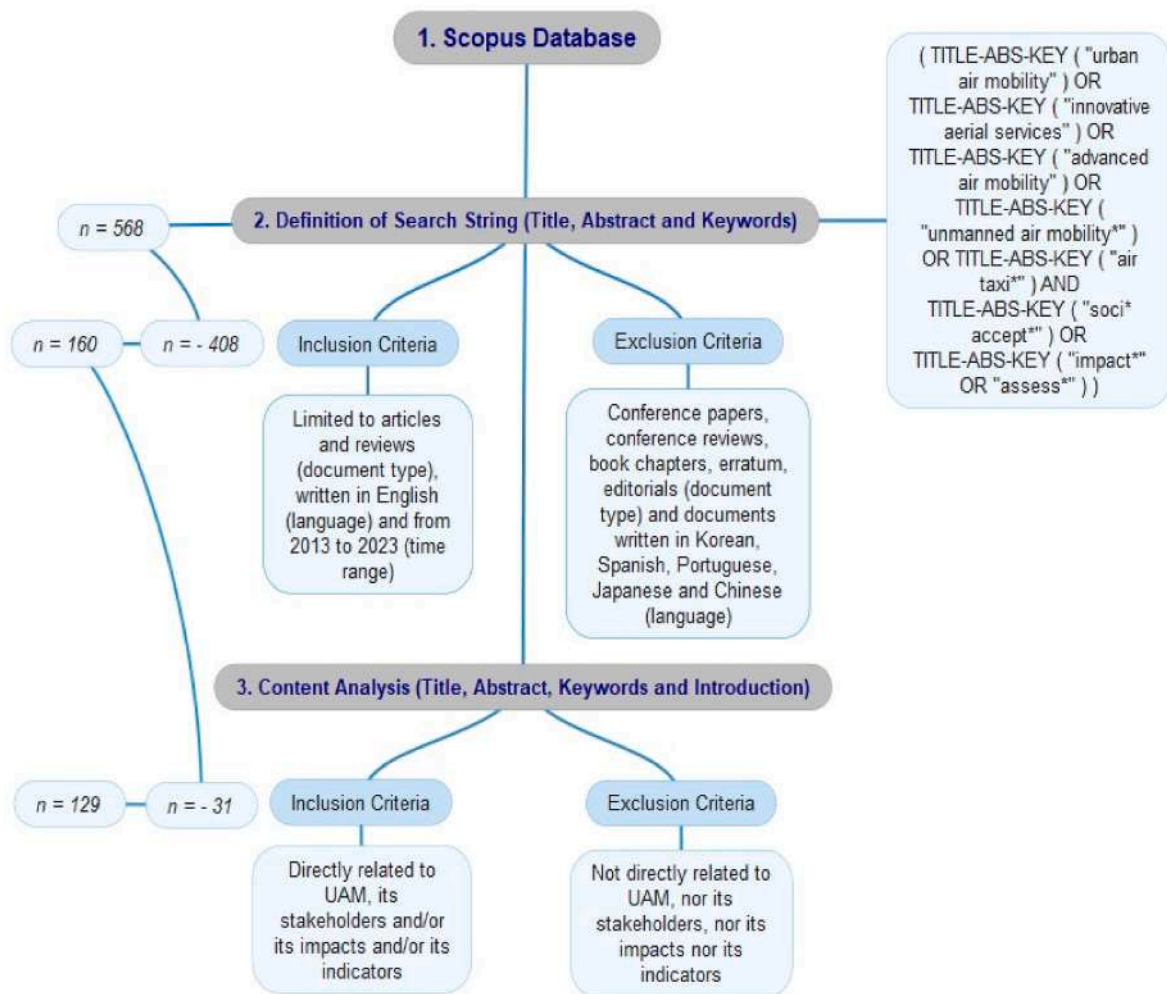 1. Scopus Database
( TITLE-ABS-KEY ( "urban
air mobility" ) OR
TITLE-ABS-KEY ( "innovative
aerial services" ) OR
TITLE-ABS-KEY ( "advanced
air mobility" ) OR
TITLE-ABS-KEY (
"unmanned air mobility*" )
OR TITLE-ABS-KEY ( "air
taxi*" ) AND
TITLE-ABS-KEY ( "soci*
accept*" ) OR
TITLE-ABS-KEY ( "impact*"
OR "assess*" ) )
n = 568
2. Definition of Search String (Title, Abstract and Keywords)
n = 160
n = - 408
Inclusion Criteria
Limited to articles
and reviews
(document type),
written in English
(language) and from
2013 to 2023 (time
range)
Exclusion Criteria
Conference papers,
conference reviews,
book chapters, erratum,
editorials (document
type) and documents
written in Korean,
Spanish, Portuguese,
Japanese and Chinese
(language)
3. Content Analysis (Title, Abstract, Keywords and Introduction)
n = 129
n = - 31
Inclusion Criteria
Directly related to
UAM, its
stakeholders and/or
its impacts and/or its
indicators
Exclusion Criteria
Not directly related to
UAM, nor its
stakeholders, nor its
impacts nor its
indicators